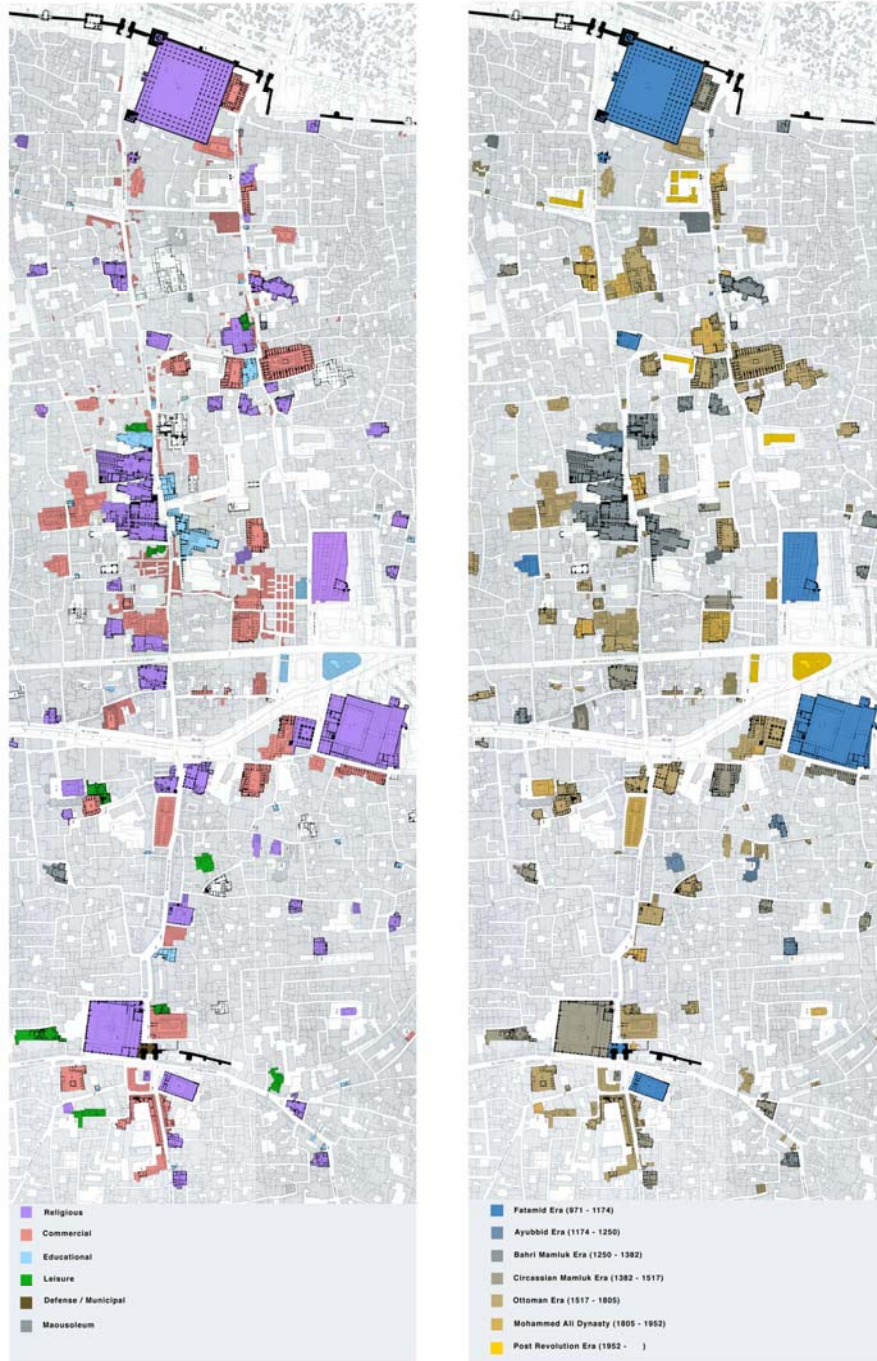 Religious
Commercial
Educational
Leisure
Defense / Municipal
Maousoleum
Fatamid Era (971 - 1174)
Ayubbid Era (1174 - 1250)
Bahri Mamluk Era (1250 - 1382)
Circassian Mamluk Era (1382 - 1517)
Ottoman Era (1517 - 1805)
Mohammed Ali Dynasty (1805 - 1952)
Post Revolution Era (1952 - )